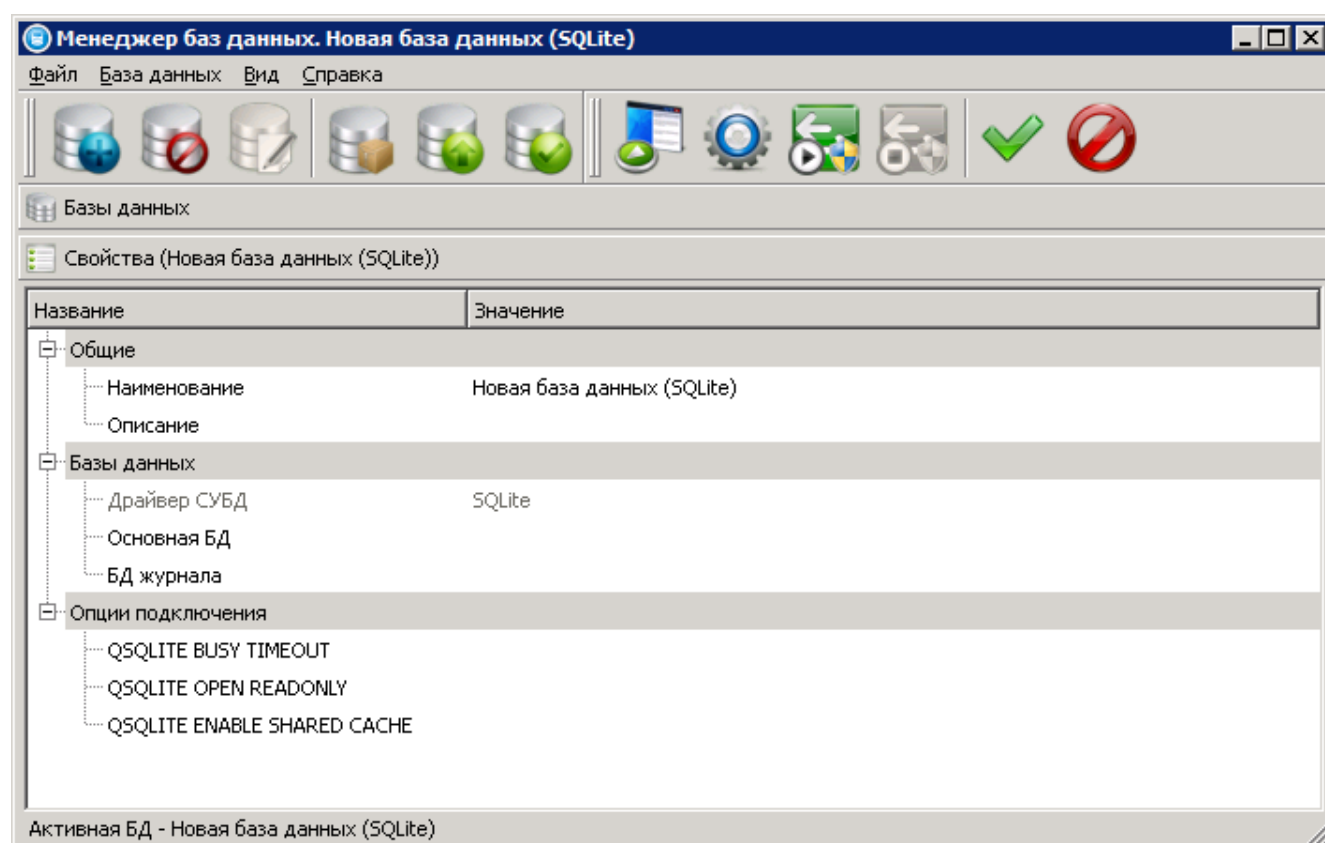 Менеджер баз данных. Новая база данных (SQLite)
Файл База данных Вид Справка
Базы данных
Свойства (Новая база данных (SQLite))
Название Значение
Общие
Наименование Новая база данных (SQLite)
Описание
Базы данных
Драйвер СУБД SQLite
Основная БД
БД журнала
Опции подключения
QSQLITE BUSY TIMEOUT
QSQLITE OPEN READONLY
QSQLITE ENABLE SHARED CACHE
Активная БД - Новая база данных (SQLite)